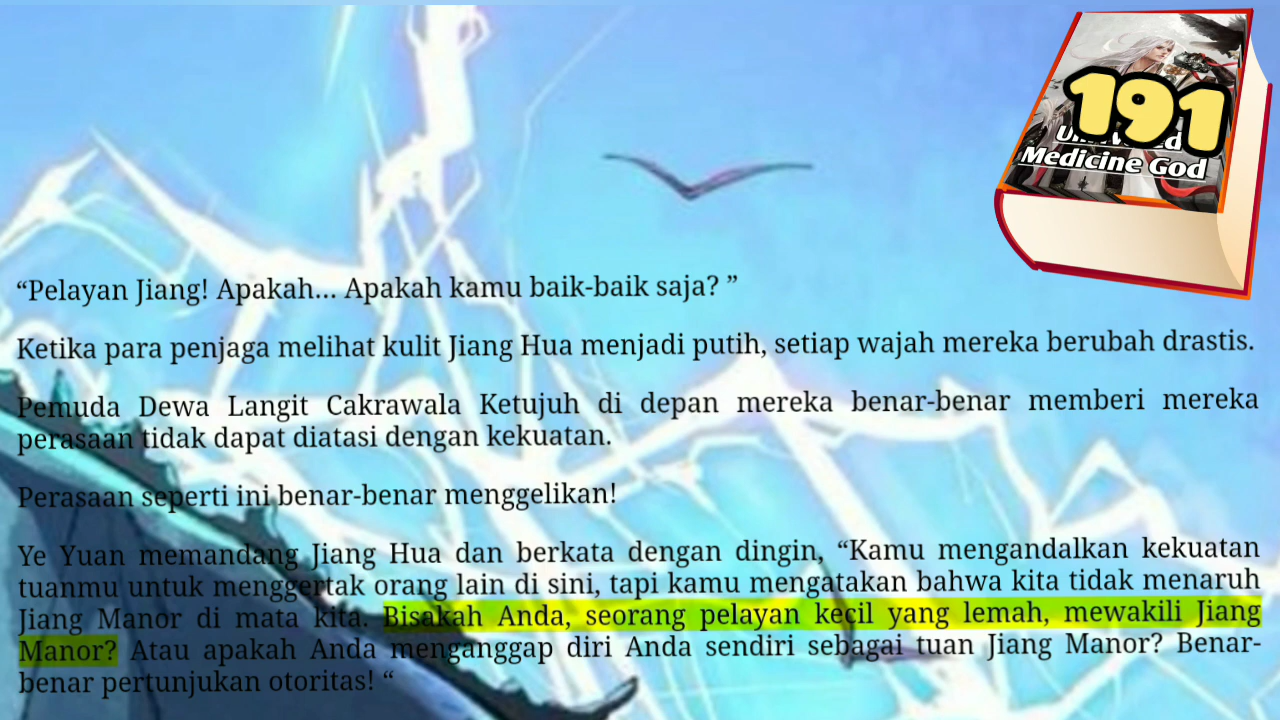 191
Medicine God
“Pelayan Jiang! Apakah... Apakah kamu baik-baik saja? ”
Ketika para penjaga melihat kulit Jiang Hua menjadi putih, setiap wajah mereka berubah drastis.
Pemuda Dewa Langit Cakrawala Ketujuh di depan mereka benar-benar memberi mereka
perasaan tidak dapat diatasi dengan kekuatan.
Perasaan seperti ini benar-benar menggelikan!
Ye Yuan memandang Jiang Hua dan berkata dengan dingin, “Kamu mengandalkan kekuatan
tuanmu untuk menggertak orang lain di sini, tapi kamu mengatakan bahwa kita tidak menaruh
Jiang Manor di mata kita. Bisakah Anda, seorang pelayan kecil yang lemah, mewakili Jiang
Manor? Atau apakah Anda menganggap diri Anda sendiri sebagai tuan Jiang Manor? Benar-
benar pertunjukan otoritas! “